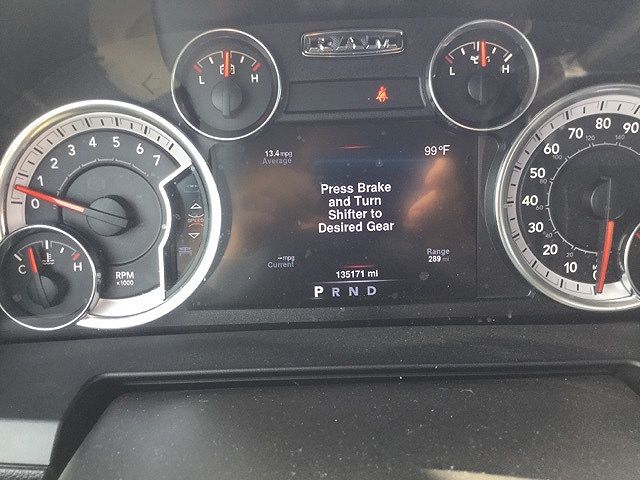 RAM
L H
L H
13.4 mpg
Average
99 °F
Press Brake
and Turn
Shifter to
Desired Gear
-- mpg
Current
Range
289 mi
135171 mi
P R N D
0 1 2 3 4 5 6 7
RPM
x1000
C H
0 10 20 30 40 50 60 70 80 90